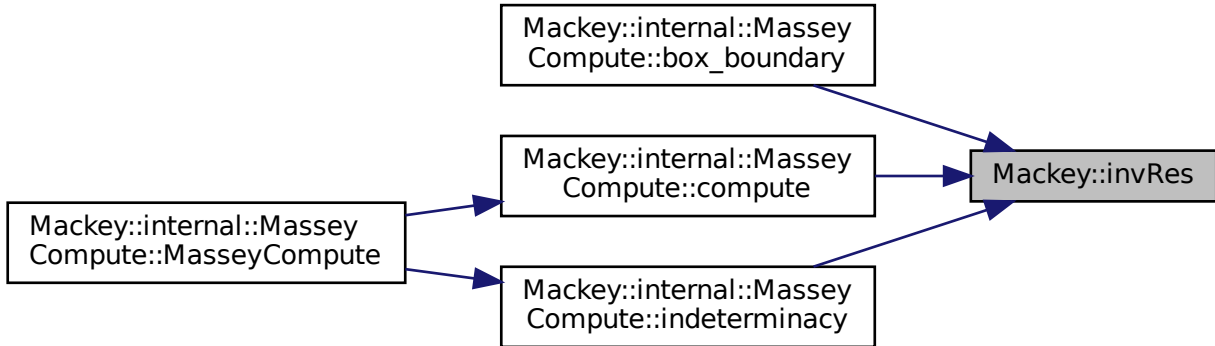 Mackey::internal::Massey
Compute::box_boundary
Mackey::internal::Massey
Compute::compute
Mackey::invRes
Mackey::internal::Massey
Compute::MasseyCompute
Mackey::internal::Massey
Compute::indeterminacy